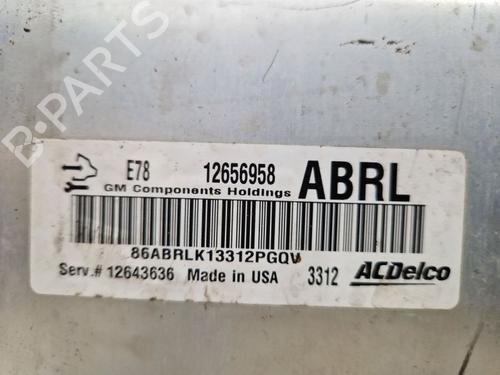 B-PARTS
E78 12656958 ABRL
GM Components Holdings
86ABRLK13312PGQV
Serv.# 12643636 Made in USA 3312 ACDelco